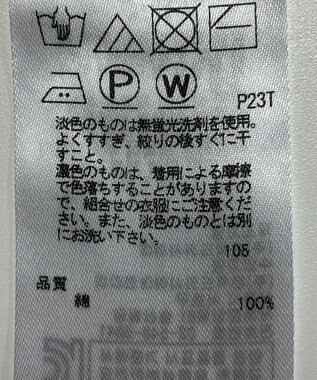 P
W
P23T
淡色のものは無蛍光洗剤を使用。
よくすすぎ、絞りの後すぐに干
すこと。
濃色のものは、着用による摩擦
で色落ちすることがありますの
で、組合せの衣服にご注意くだ
さい。また、淡色のものとは別
にお洗い下さい。
105
品質
綿 100%